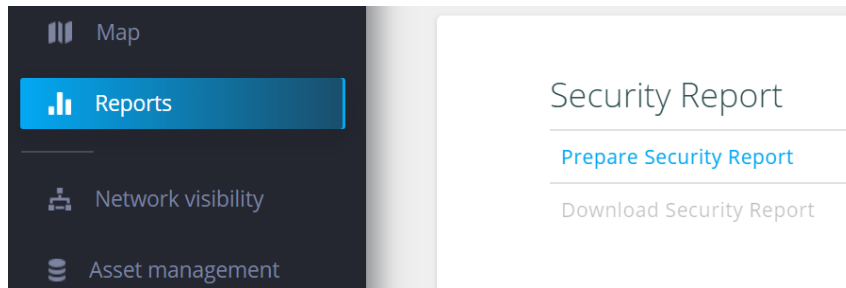 Map
Reports
Network visibility
Asset management
Security Report
Prepare Security Report
Download Security Report